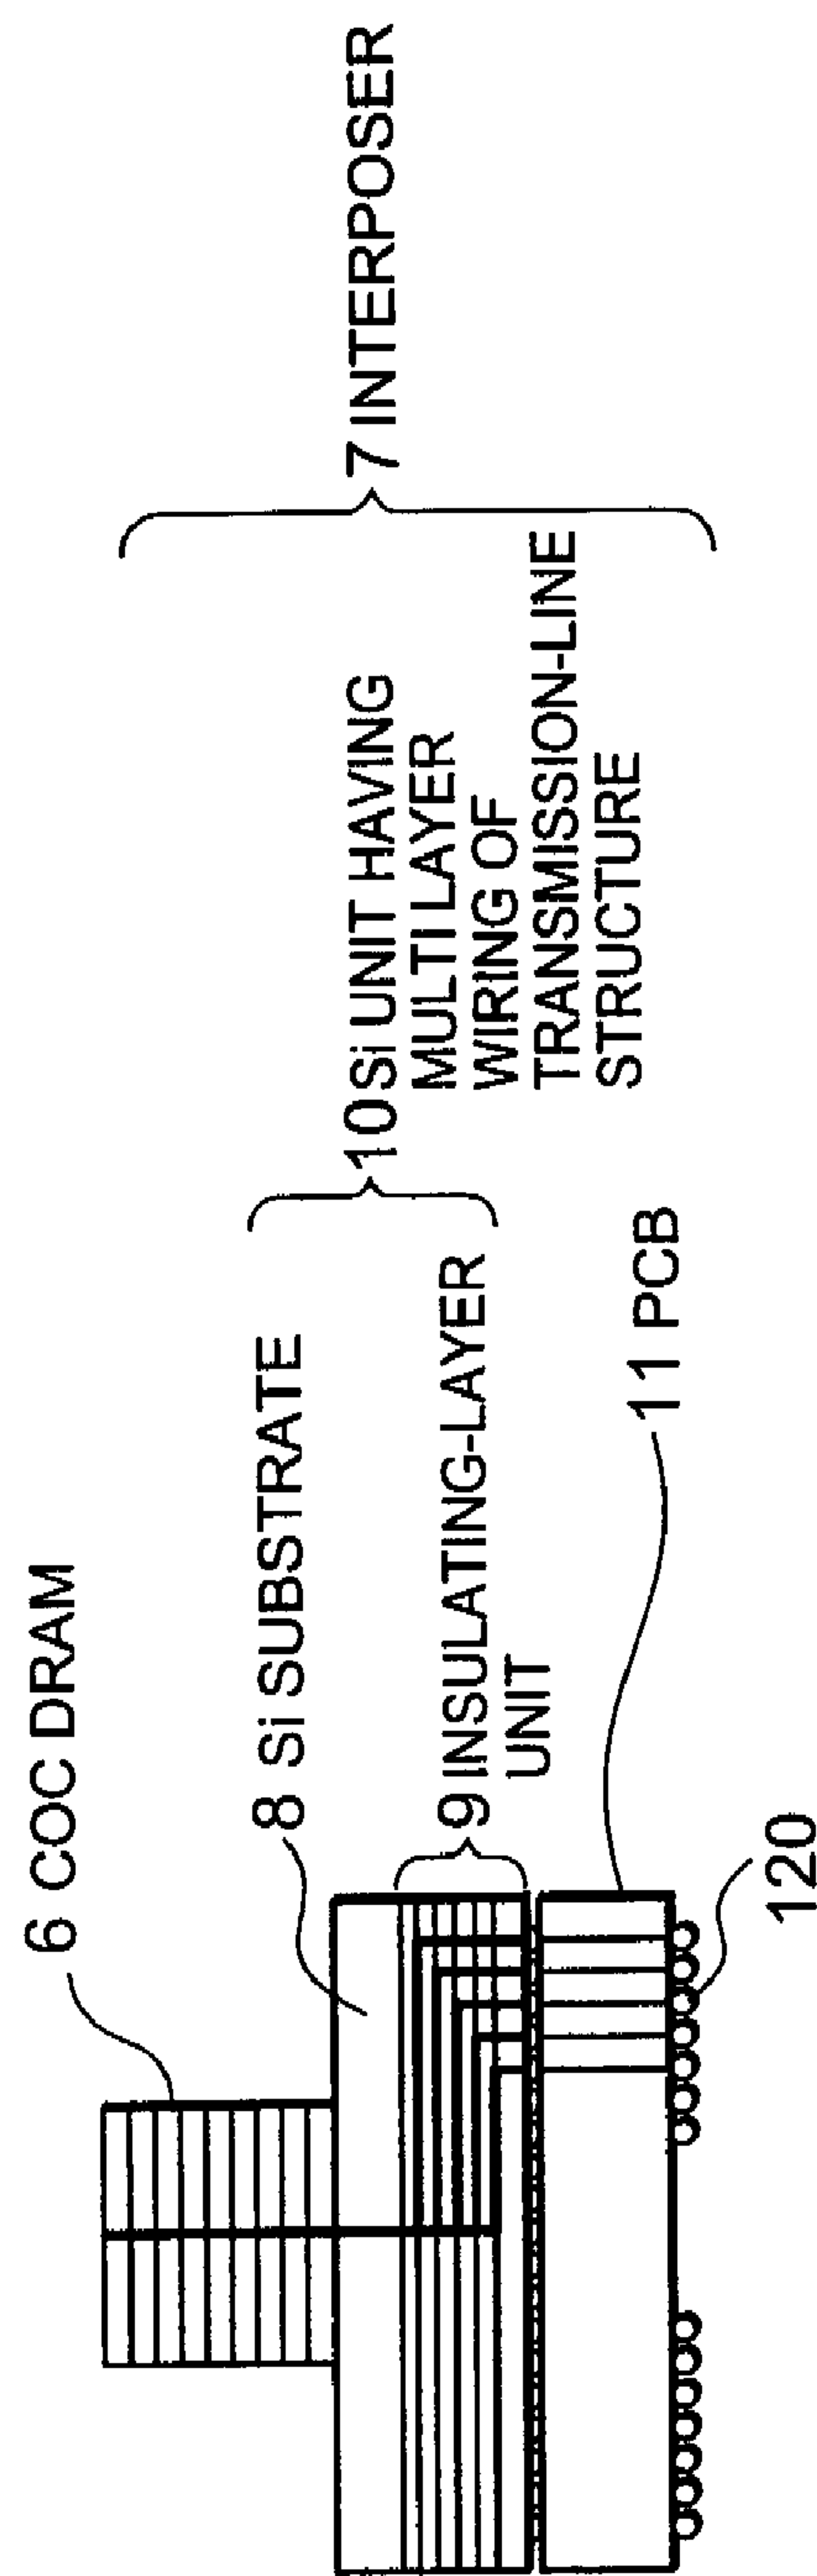 6 COC DRAM
8 Si SUBSTRATE
9 INSULATING-LAYER
UNIT
10 Si UNIT HAVING
MULTI LAYER
WIRING OF
TRANSMISSION-LINE
STRUCTURE
7 INTERPOSER
11 PCB
120